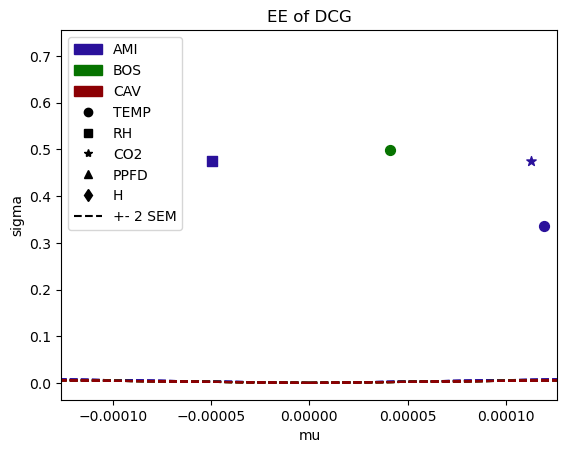 EE of DCG
AMI
BOS
CAV
TEMP
RH
CO2
PPFD
H
+- 2 SEM
sigma
0.7
0.6
0.5
0.4
0.3
0.2
0.1
0.0
−0.00010
−0.00005
0.00000
0.00005
0.00010
mu